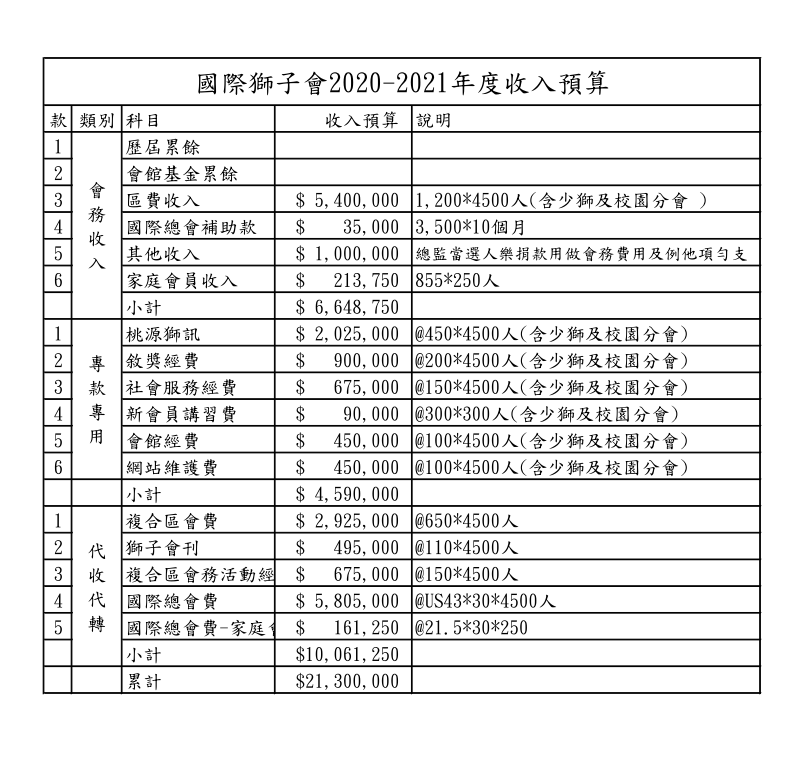 國際獅子會2020-2021年度收入預算
款 類別 科目 收入預算 說明
1 會務收入 歷屆累餘
2 會館基金累餘
3 區費收入 $ 5,400,000 1,200*4500人(含少獅及校園分會 )
4 國際總會補助款 $ 35,000 3,500*10個月
5 其他收入 $ 1,000,000 總監當選人樂捐款用做會務費用及例他項勻支
6 家庭會員收入 $ 213,750 855*250人
小計 $ 6,648,750
1 專款專用 桃源獅訊 $ 2,025,000 @450*4500人(含少獅及校園分會)
2 敘獎經費 $ 900,000 @200*4500人(含少獅及校園分會)
3 社會服務經費 $ 675,000 @150*4500人(含少獅及校園分會)
4 新會員講習費 $ 90,000 @300*300人(含少獅及校園分會)
5 會館經費 $ 450,000 @100*4500人(含少獅及校園分會)
6 網站維護費 $ 450,000 @100*4500人(含少獅及校園分會)
小計 $ 4,590,000
1 代收代轉 複合區會費 $ 2,925,000 @650*4500人
2 獅子會刊 $ 495,000 @110*4500人
3 複合區會務活動經 $ 675,000 @150*4500人
4 國際總會費 $ 5,805,000 @US43*30*4500人
5 國際總會費-家庭 $ 161,250 @21.5*30*250
小計 $10,061,250
累計 $21,300,000